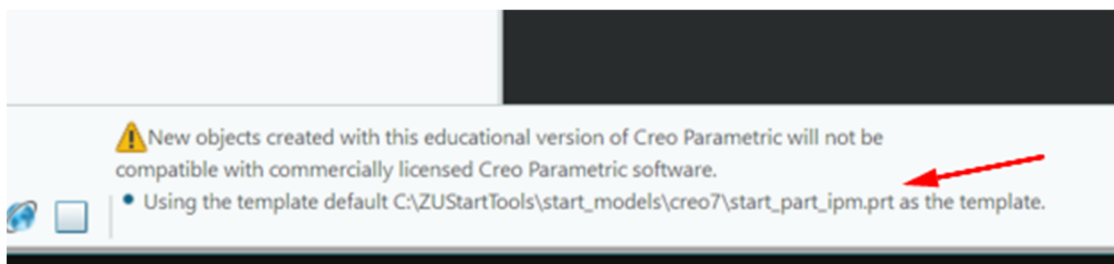 New objects created with this educational version of Creo Parametric will not be
compatible with commercially licensed Creo Parametric software.
Using the template default C:\ZUStartTools\start_models\creo7\start_part_ipm.prt as the template.